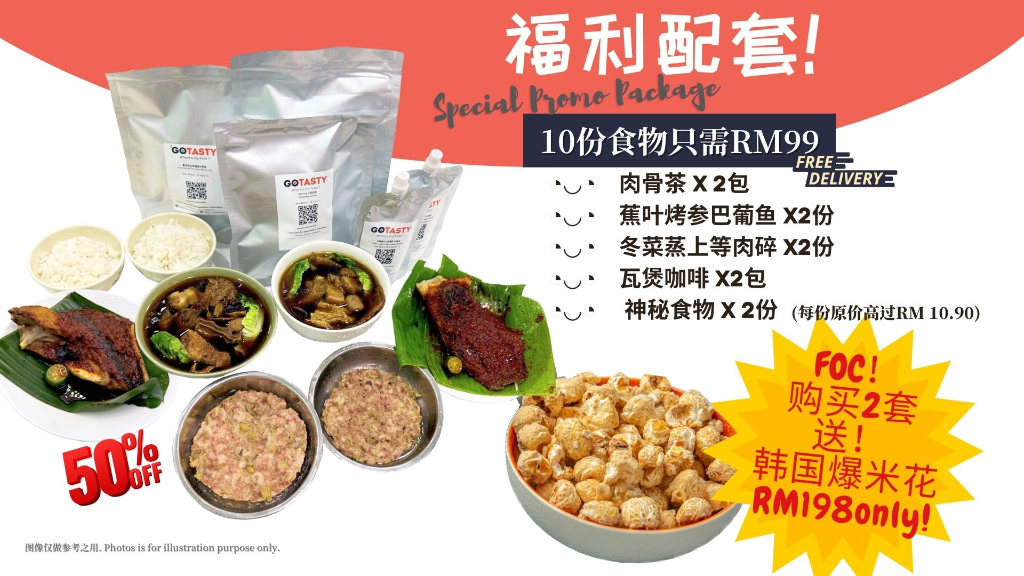 福利配套!
Special Promo Package
10份食物只需RM99
FREE
DELIVERY
肉骨茶 X 2包
蕉叶烤参巴葡鱼 X2份
冬菜蒸上等肉碎 X2份
瓦煲咖啡 X2包
神秘食物 X 2份 (每份原价高过RM 10.90)
GOTASTY
GOTASTY
GOTASTY
STY
FOC!
购买2套
送!
韩国爆米花
RM198only!
50%
OFF
图像仅做参考之用. Photos is for illustration purpose only.